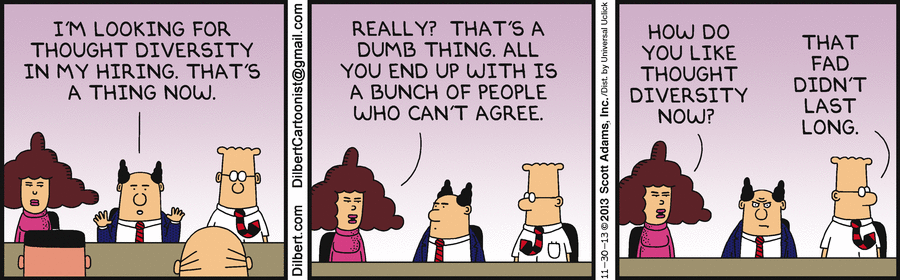 I'M LOOKING FOR
THOUGHT DIVERSITY
IN MY HIRING. THAT'S
A THING NOW.
Dilbert.com DilbertCartoonist@gmail.com
REALLY? THAT'S A
DUMB THING. ALL
YOU END UP WITH IS
A BUNCH OF PEOPLE
WHO CAN'T AGREE.
11-30-13 © 2013 Scott Adams, Inc. /Dist. by Universal Uclick
HOW DO
YOU LIKE
THOUGHT
DIVERSITY
NOW?
THAT
FAD
DIDN'T
LAST
LONG.